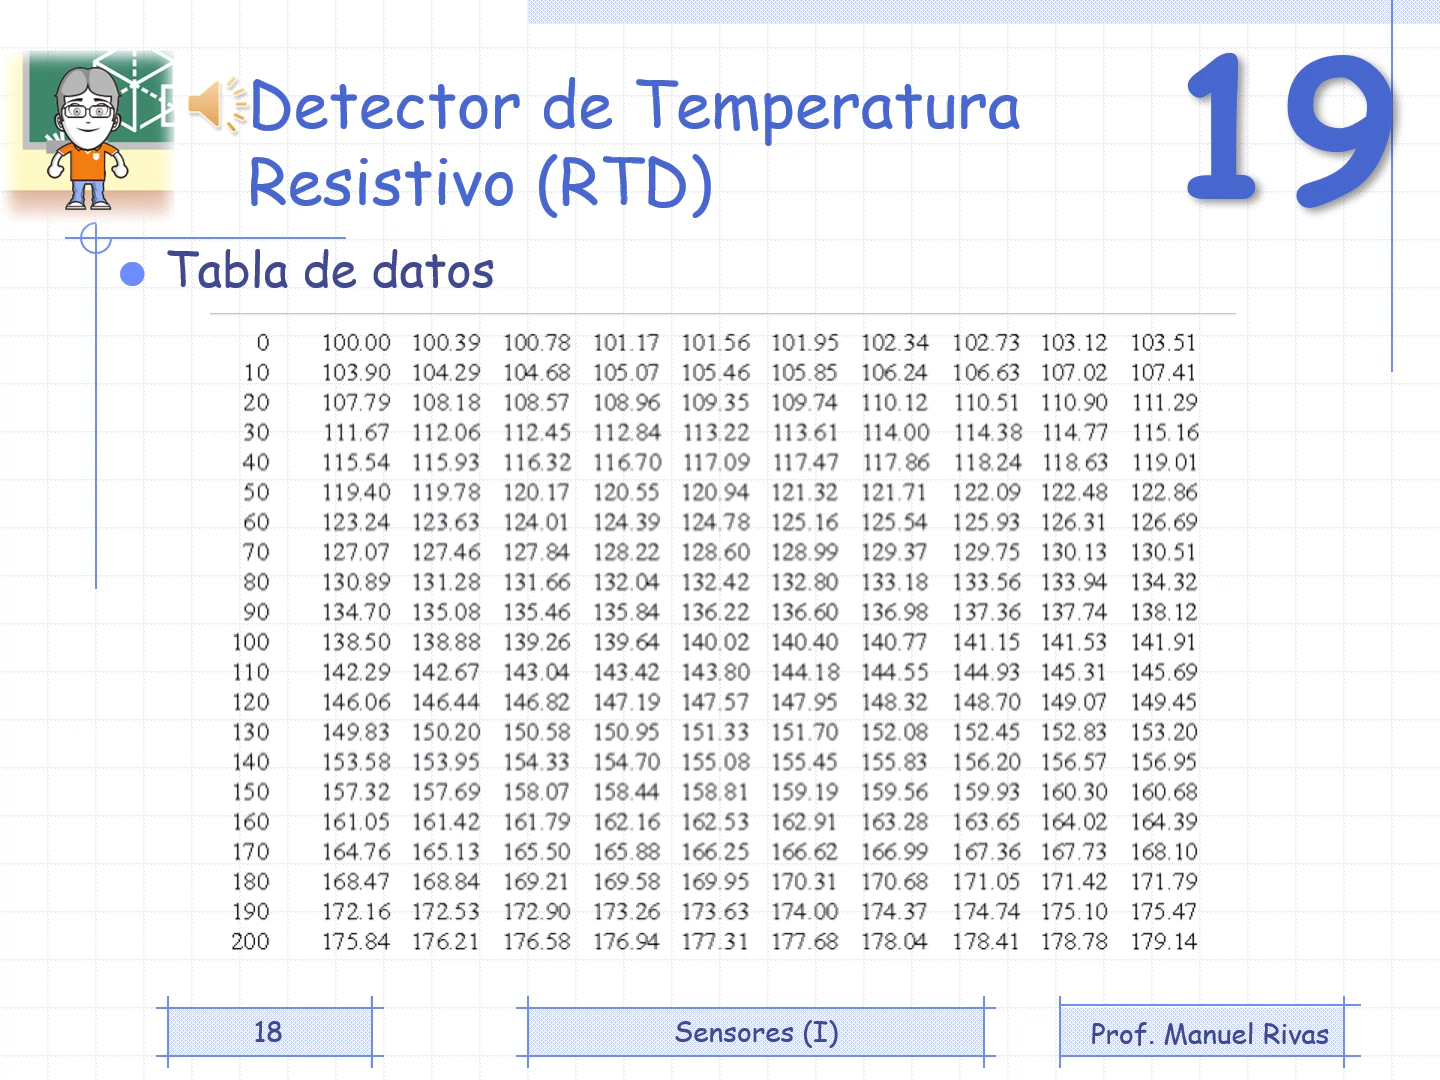 Detector de Temperatura
Resistivo (RTD)
19
Tabla de datos
0 100.00 100.39 100.78 101.17 101.56 101.95 102.34 102.73 103.12 103.51
10 103.90 104.29 104.68 105.07 105.46 105.85 106.24 106.63 107.02 107.41
20 107.79 108.18 108.57 108.96 109.35 109.74 110.12 110.51 110.90 111.29
30 111.67 112.06 112.45 112.84 113.22 113.61 114.00 114.38 114.77 115.16
40 115.54 115.93 116.32 116.70 117.09 117.47 117.86 118.24 118.63 119.01
50 119.40 119.78 120.17 120.55 120.94 121.32 121.71 122.09 122.48 122.86
60 123.24 123.63 124.01 124.39 124.78 125.16 125.54 125.93 126.31 126.69
70 127.07 127.46 127.84 128.22 128.60 128.99 129.37 129.75 130.13 130.51
80 130.89 131.28 131.66 132.04 132.42 132.80 133.18 133.56 133.94 134.32
90 134.70 135.08 135.46 135.84 136.22 136.60 136.98 137.36 137.74 138.12
100 138.50 138.88 139.26 139.64 140.02 140.40 140.77 141.15 141.53 141.91
110 142.29 142.67 143.04 143.42 143.80 144.18 144.55 144.93 145.31 145.69
120 146.06 146.44 146.82 147.19 147.57 147.95 148.32 148.70 149.07 149.45
130 149.83 150.20 150.58 150.95 151.33 151.70 152.08 152.45 152.83 153.20
140 153.58 153.95 154.33 154.70 155.08 155.45 155.83 156.20 156.57 156.95
150 157.32 157.69 158.07 158.44 158.81 159.19 159.56 159.93 160.30 160.68
160 161.05 161.42 161.79 162.16 162.53 162.91 163.28 163.65 164.02 164.39
170 164.76 165.13 165.50 165.88 166.25 166.62 166.99 167.36 167.73 168.10
180 168.47 168.84 169.21 169.58 169.95 170.31 170.68 171.05 171.42 171.79
190 172.16 172.53 172.90 173.26 173.63 174.00 174.37 174.74 175.10 175.47
200 175.84 176.21 176.58 176.94 177.31 177.68 178.04 178.41 178.78 179.14
18
Sensores (I)
Prof. Manuel Rivas